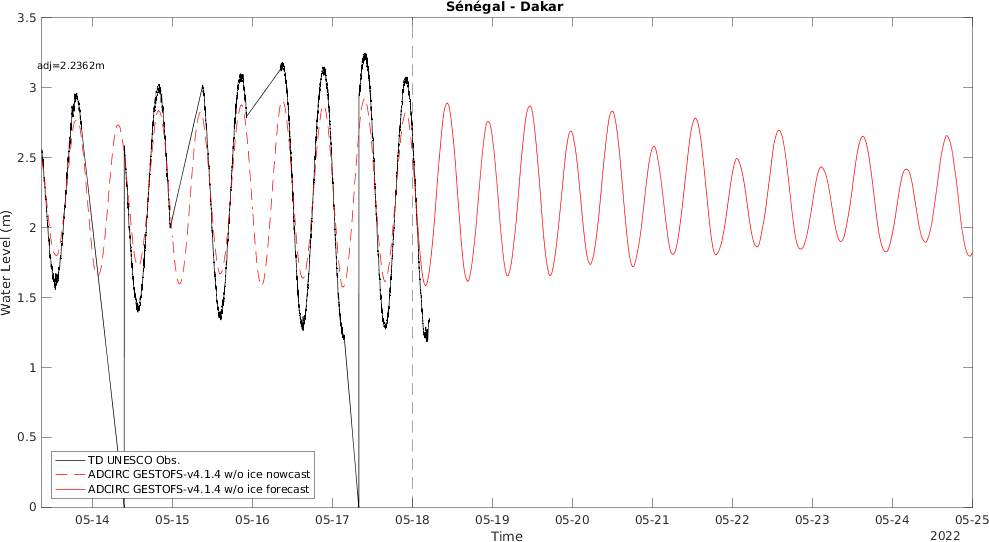 Sénégal - Dakar
adj=2.2362m
3.5
3
2.5
2
1.5
1
0.5
0
Water Level (m)
TD UNESCO Obs.
ADCIRC GESTOFS-v4.1.4 w/o ice nowcast
ADCIRC GESTOFS-v4.1.4 w/o ice forecast
05-14 05-15 05-16 05-17 05-18 05-19 05-20 05-21 05-22 05-23 05-24 05-25
Time
2022